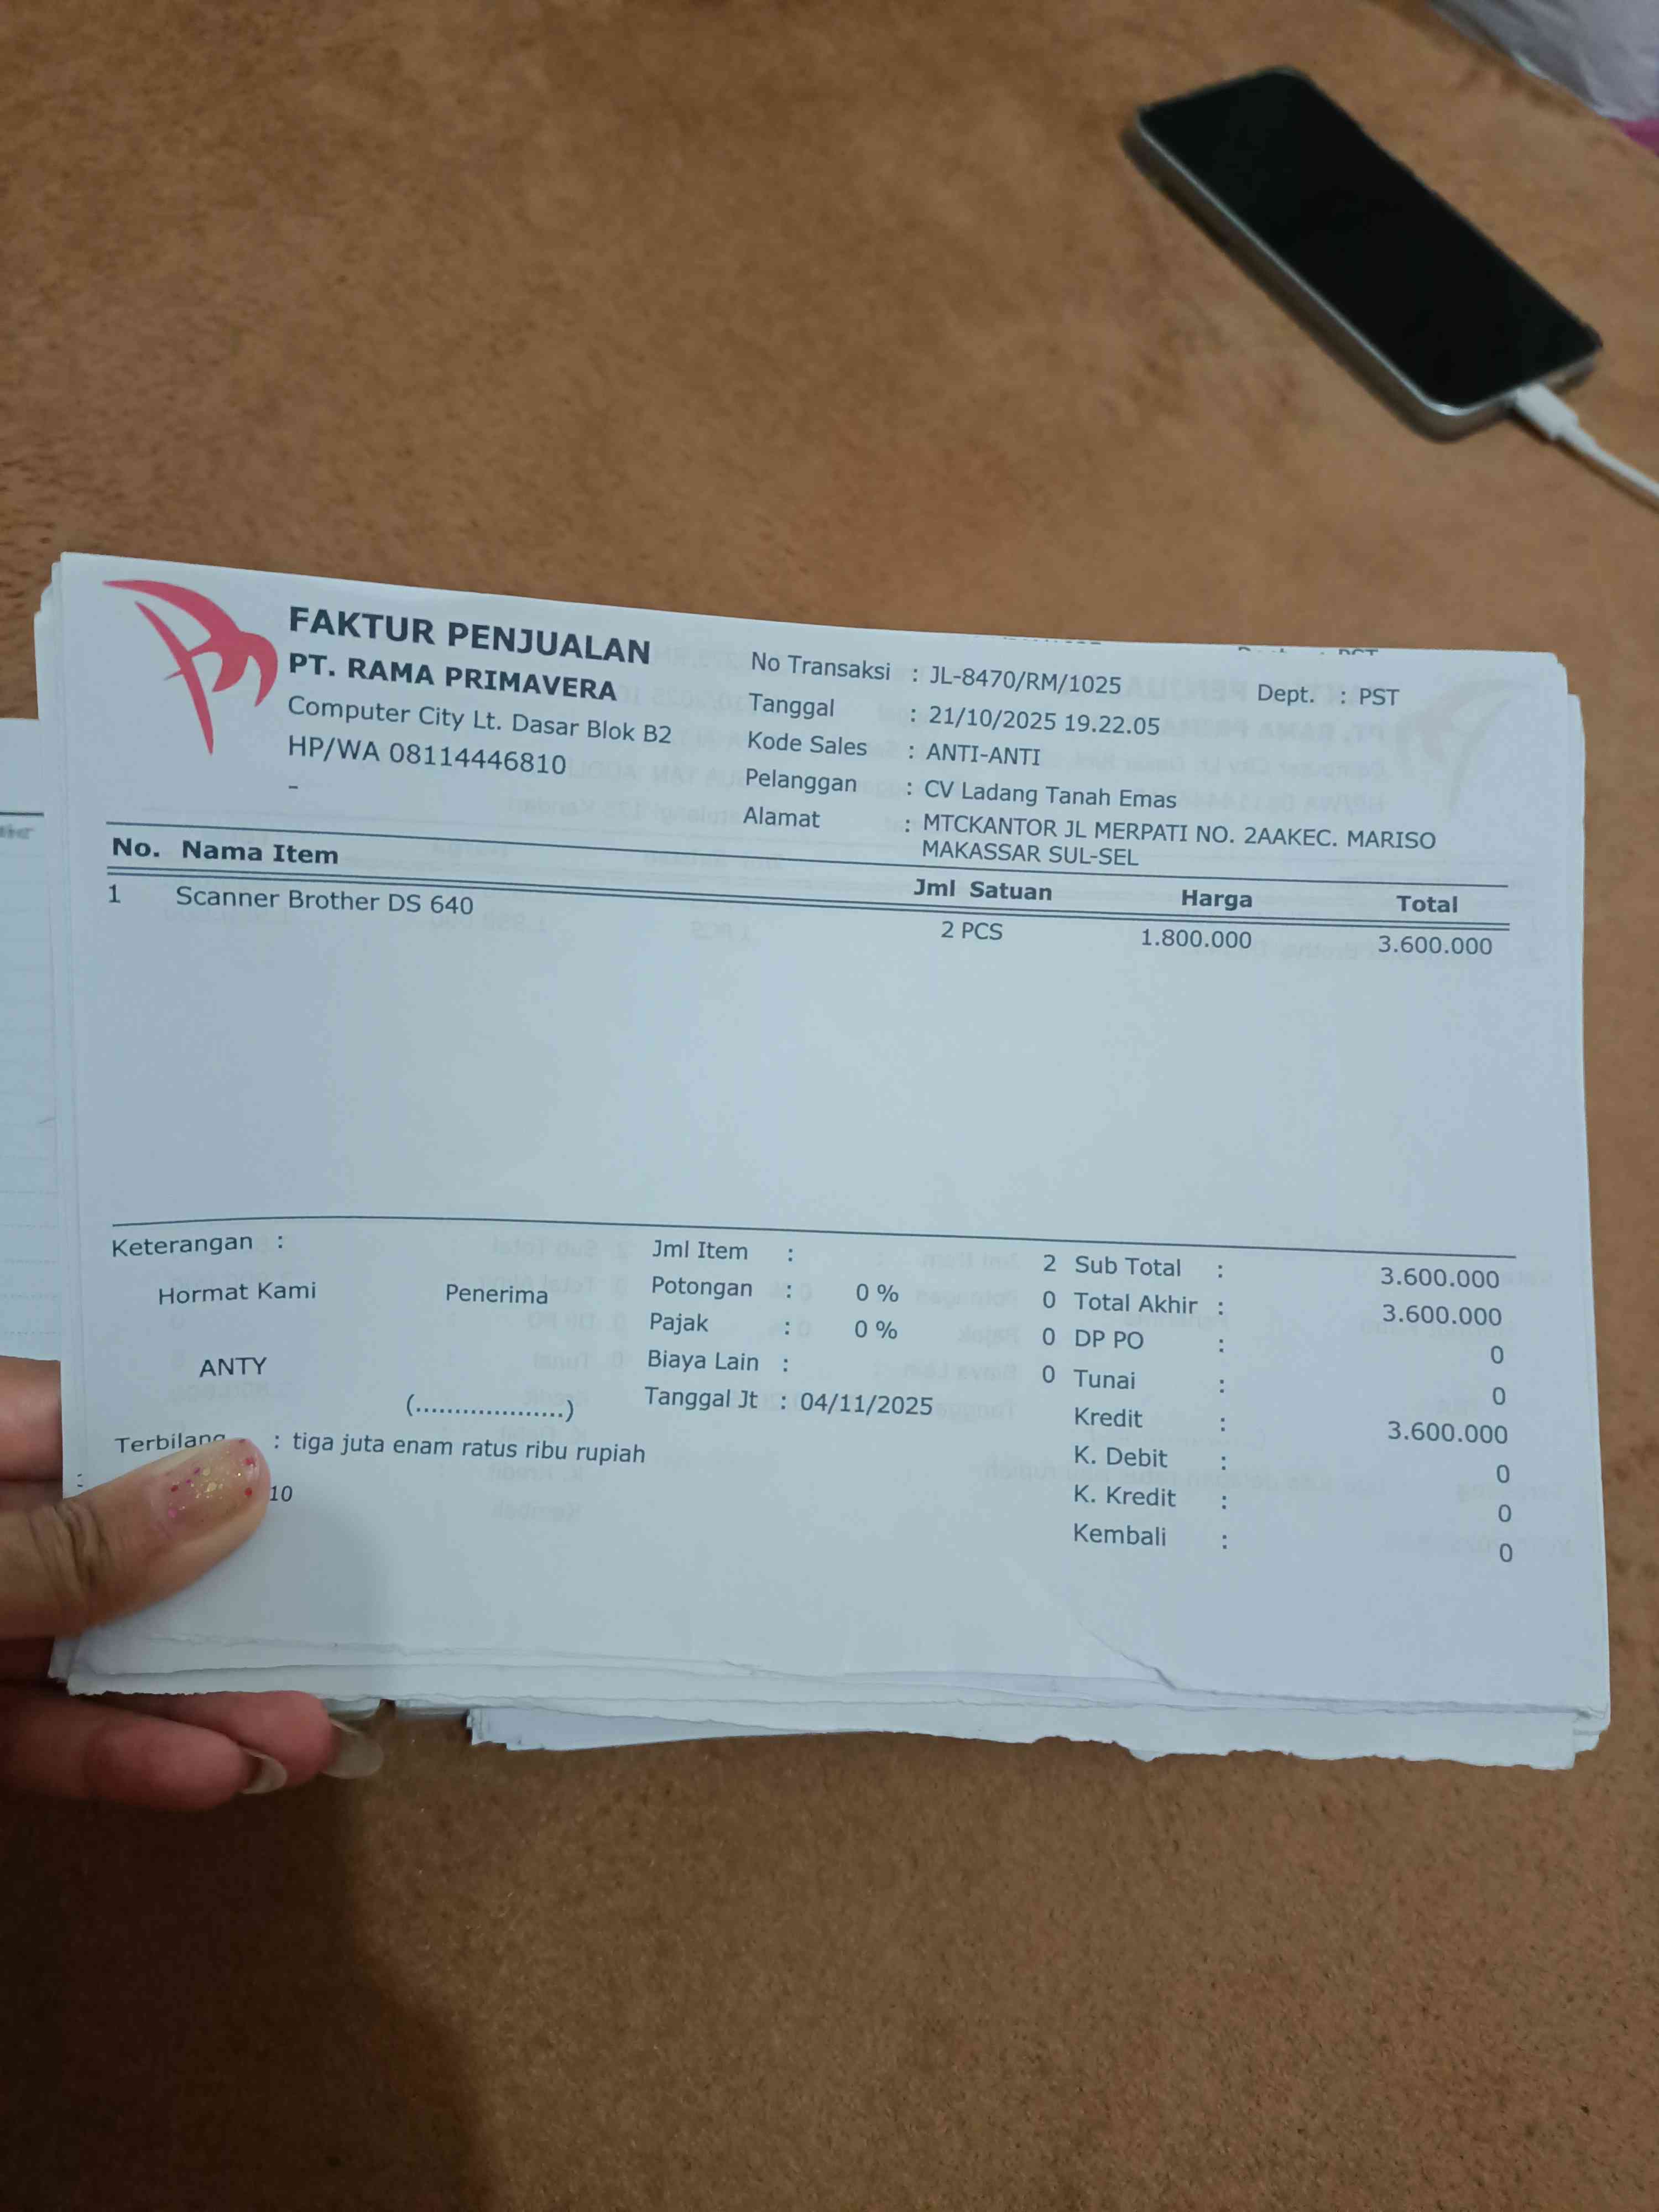 FAKTUR PENJUALAN
PT. RAMA PRIMAVERA
Computer City Lt. Dasar Blok B2
HP/WA 08114446810
-
No Transaksi : JL-8470/RM/1025 Dept. : PST
Tanggal : 21/10/2025 19.22.05
Kode Sales : ANTI-ANTI
Pelanggan : CV Ladang Tanah Emas
Alamat : MTCKANTOR JL MERPATI NO. 2AAKEC. MARISO
MAKASSAR SUL-SEL
No. Nama Item Jml Satuan Harga Total
1 Scanner Brother DS 640 2 PCS 1.800.000 3.600.000
Keterangan :
Hormat Kami Penerima
ANTY
(...................)
Jml Item : 2
Potongan : 0 % 0
Pajak : 0 % 0
Biaya Lain : 0
Tanggal Jt : 04/11/2025
Sub Total : 3.600.000
Total Akhir : 3.600.000
DP PO : 0
Tunai : 0
Kredit : 3.600.000
K. Debit : 0
K. Kredit : 0
Kembali : 0
Terbilang : tiga juta enam ratus ribu rupiah
10